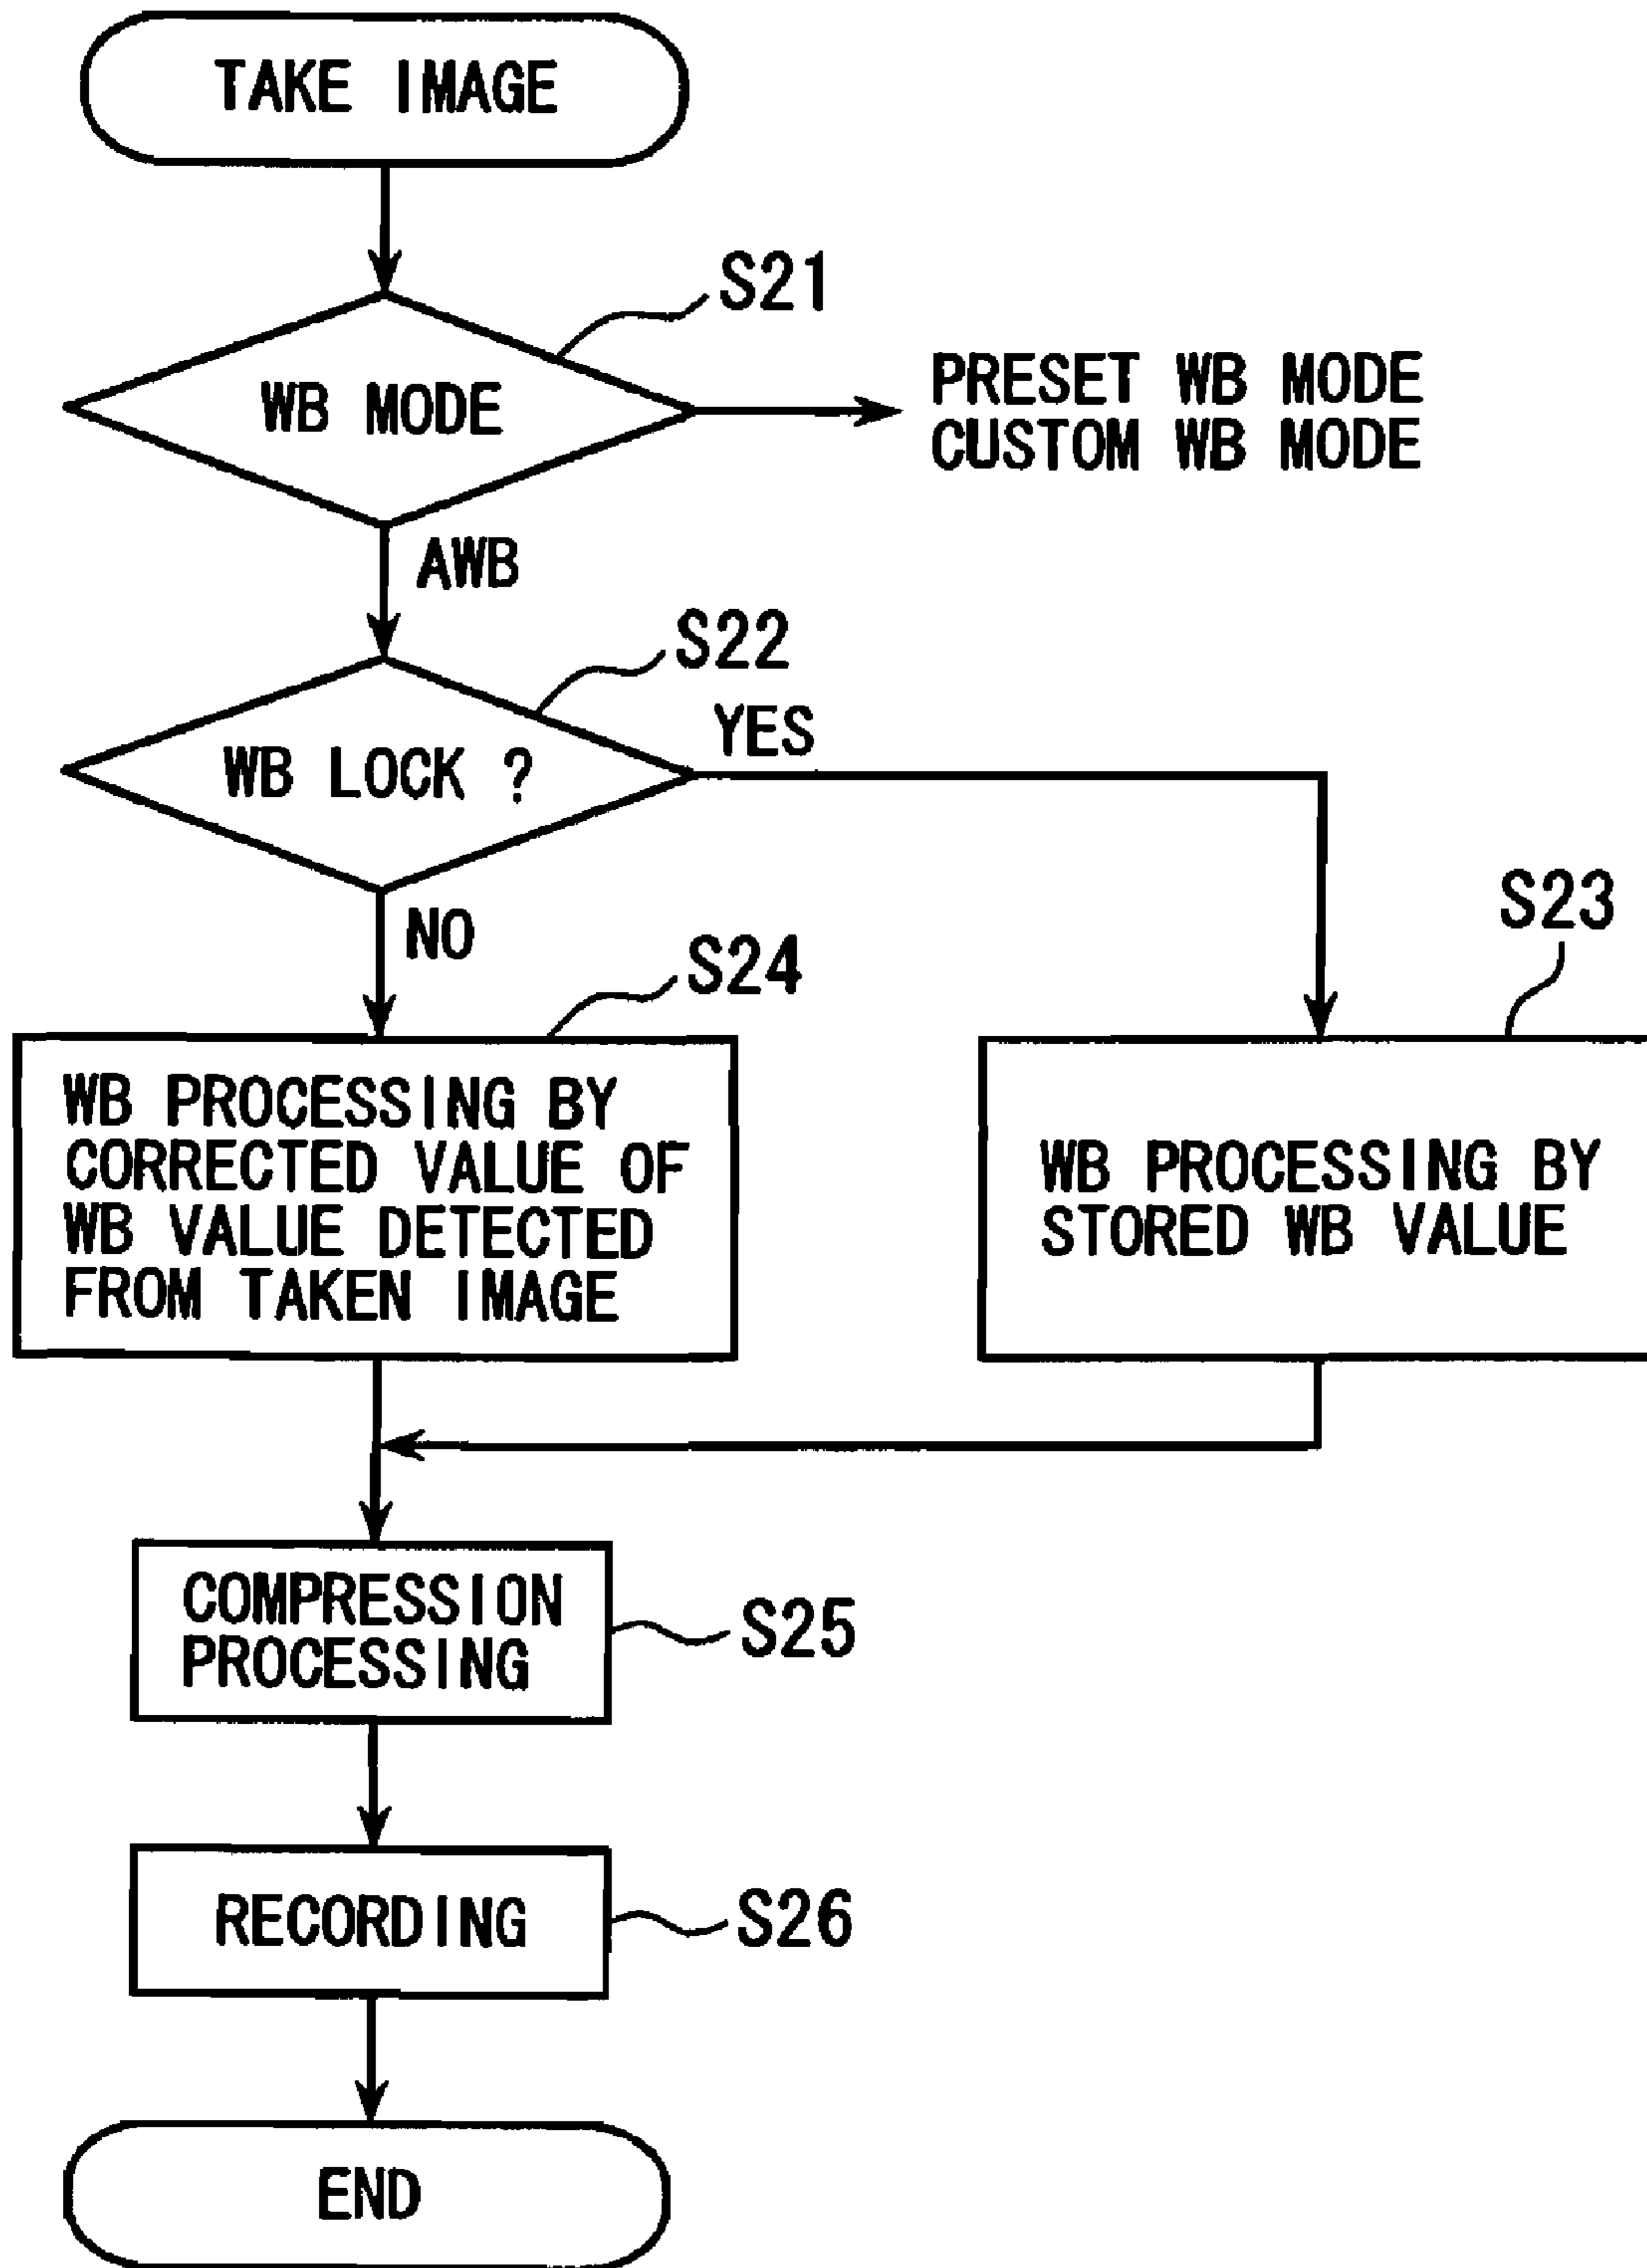 TAKE IMAGE
S21
WB MODE
PRESET WB MODE
CUSTOM WB MODE
AWB
S22
WB LOCK ?
YES
NO
S23
S24
WB PROCESSING BY
CORRECTED VALUE OF
WB VALUE DETECTED
FROM TAKEN IMAGE
WB PROCESSING BY
STORED WB VALUE
COMPRESSION
PROCESSING
S25
RECORDING
S26
END